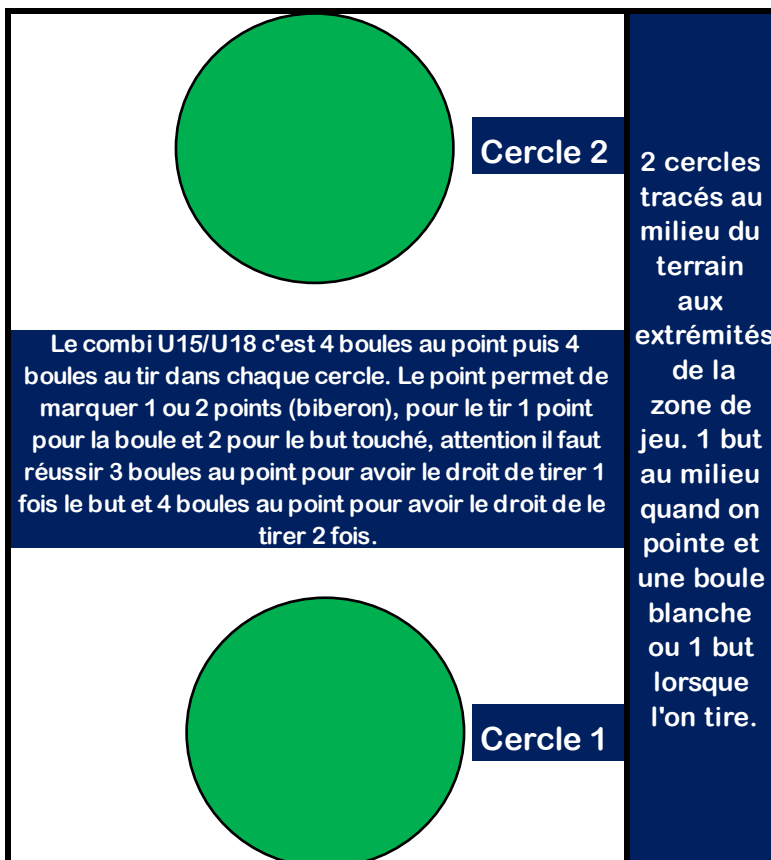 Cercle 2
Le combi U15/U18 c'est 4 boules au point puis 4
boules au tir dans chaque cercle. Le point permet de
marquer 1 ou 2 points (biberon), pour le tir 1 point
pour la boule et 2 pour le but touché, attention il faut
réussir 3 boules au point pour avoir le droit de tirer 1
fois le but et 4 boules au point pour avoir le droit de le
tirer 2 fois.
Cercle 1
2 cercles
tracés au
milieu du
terrain
aux
extrémités
de la
zone de
jeu. 1 but
au milieu
quand on
pointe et
une boule
blanche
ou 1 but
lorsque
l'on tire.